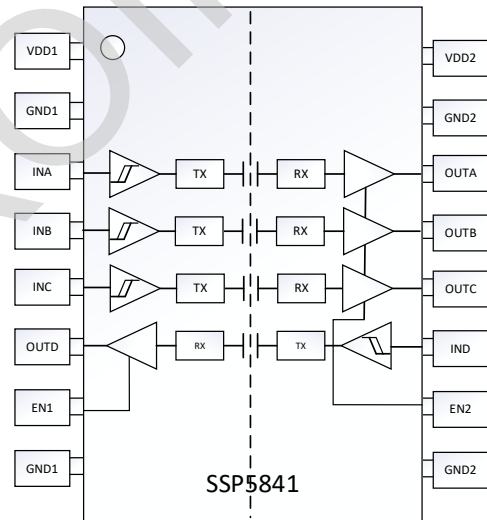 VDD1
VDD2
GND1
GND2
INA
TX
RX
OUTA
INB
TX
RX
OUTB
INC
TX
RX
OUTC
OUTD
RX
TX
IND
EN1
EN2
GND1
GND2
SSP5841